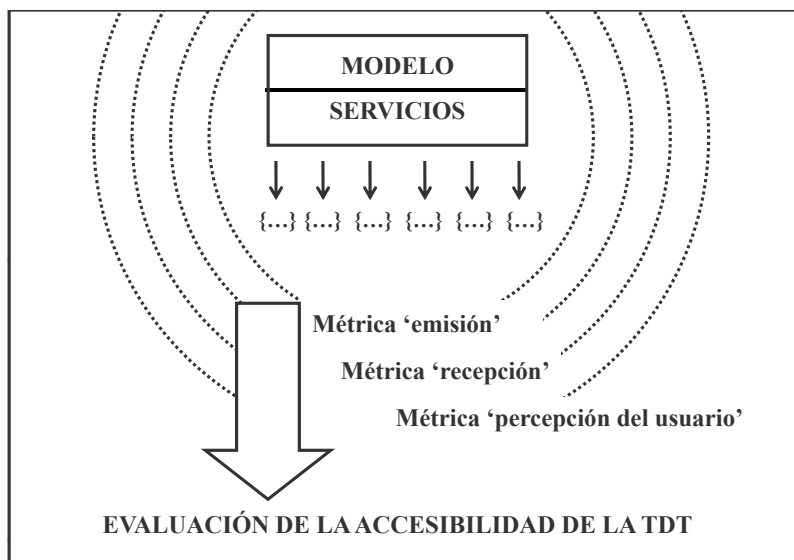 MODELO
SERVICIOS
{...} {...} {...} {...} {...} {...}
Métrica ‘emisión’
Métrica ‘recepción’
Métrica ‘percepción del usuario’
EVALUACIÓN DE LA ACCESIBILIDAD DE LA TDT